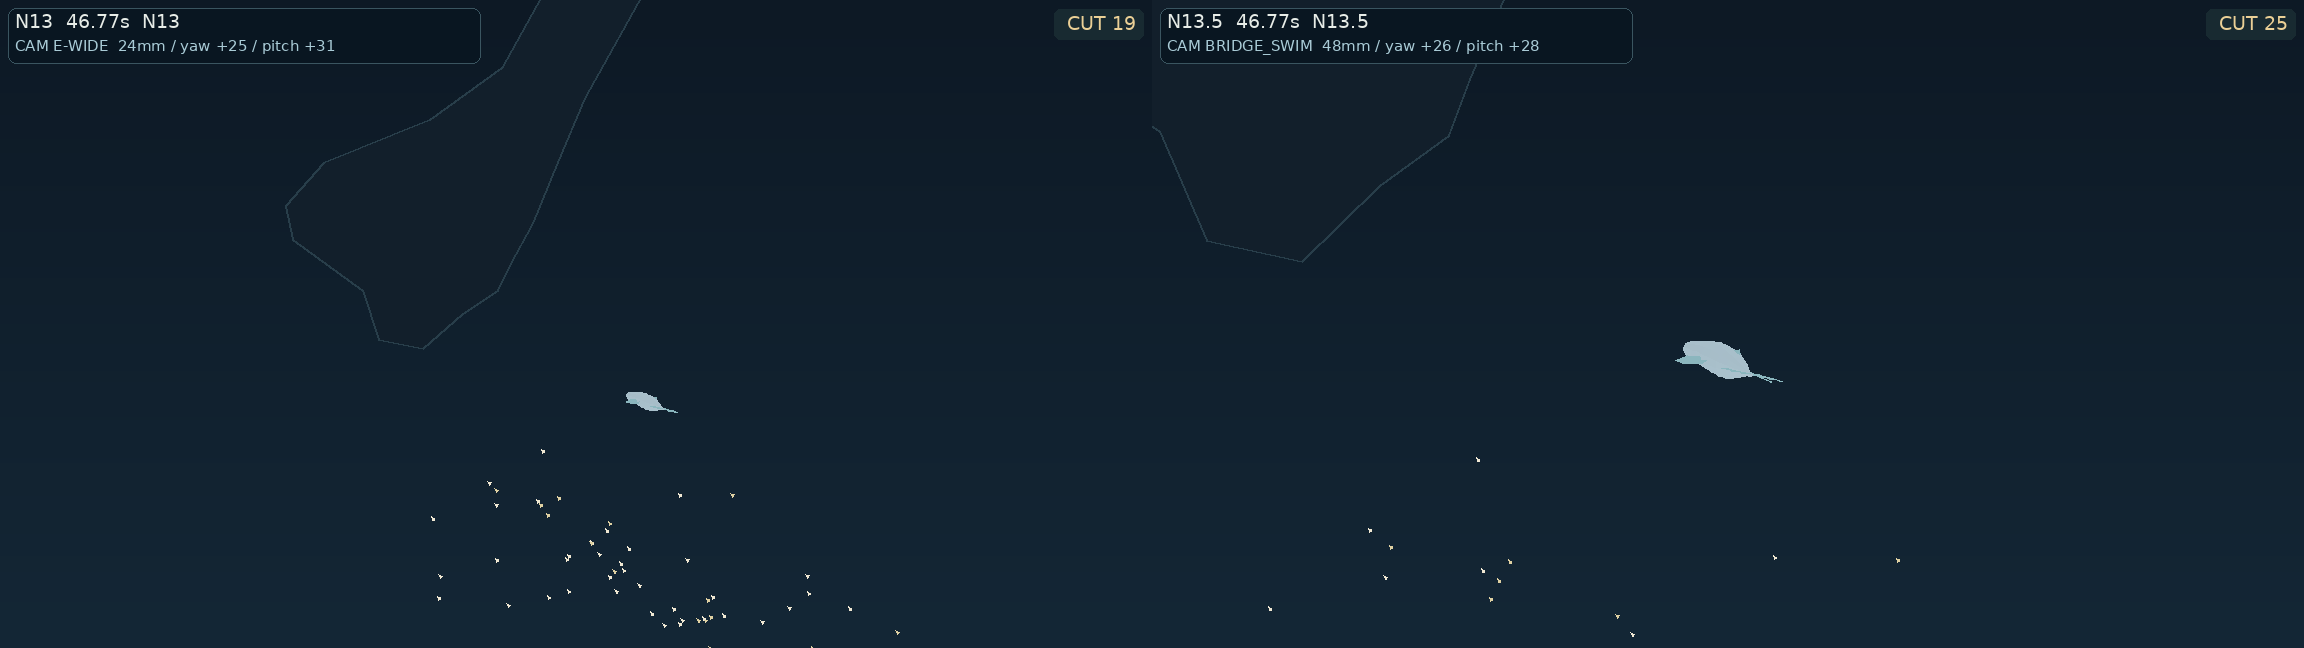 N13 46.77s N13
CAM E-WIDE 24mm / yaw +25 / pitch +31
CUT 19
N13.5 46.77s N13.5
CAM BRIDGE_SWIM 48mm / yaw +26 / pitch +28
CUT 25